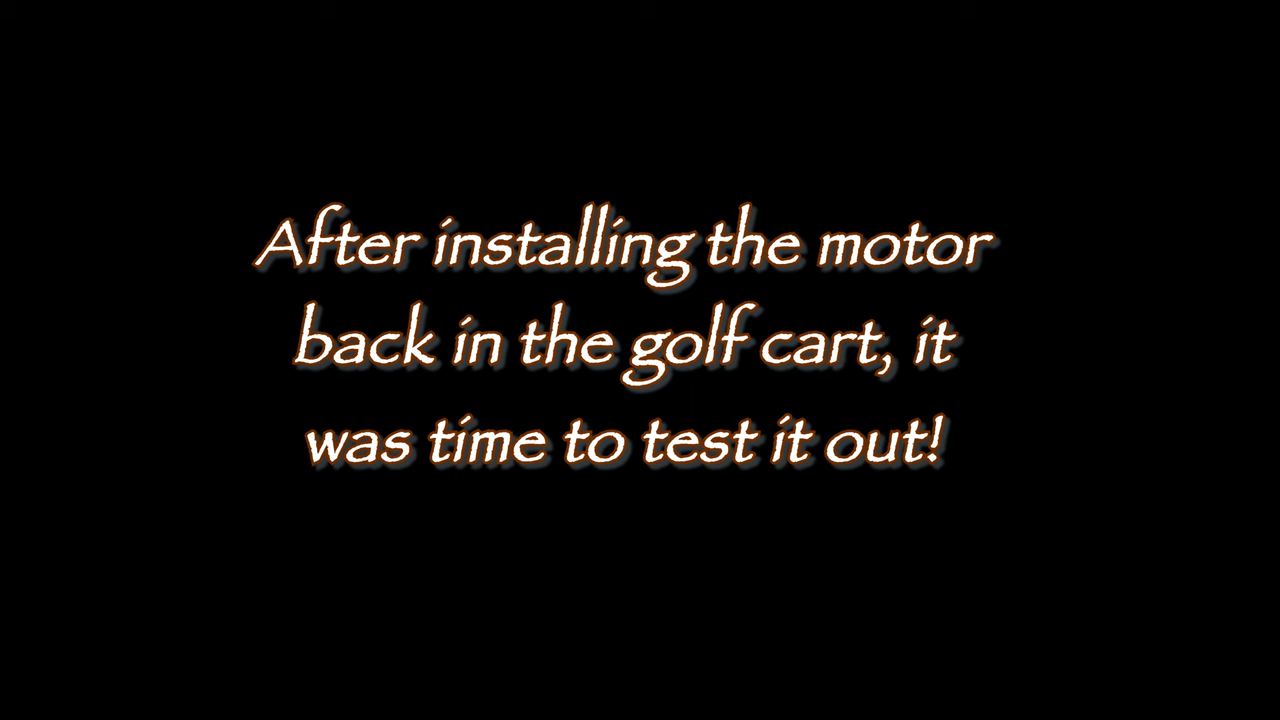 After installing the motor
back in the golf cart, it
was time to test it out!